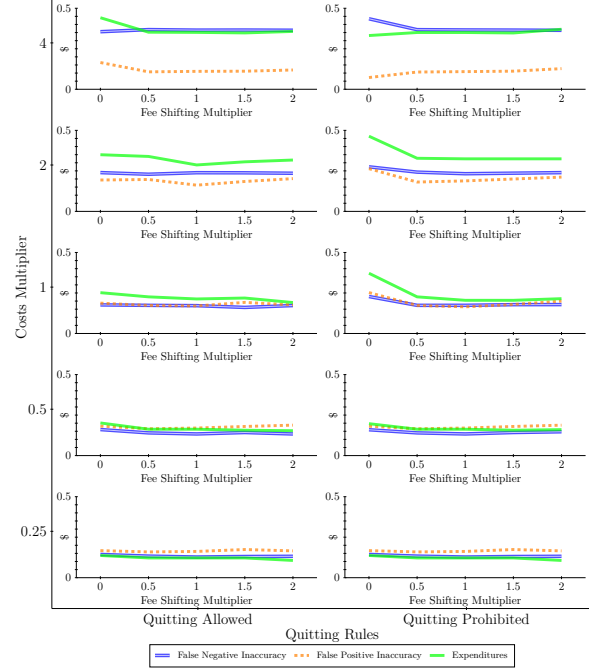 0.5
$
0
0 0.5 1 1.5 2
Fee Shifting Multiplier
0.5
$
0
0 0.5 1 1.5 2
Fee Shifting Multiplier
4
0.5
$
0
0 0.5 1 1.5 2
Fee Shifting Multiplier
0.5
$
0
0 0.5 1 1.5 2
Fee Shifting Multiplier
2
0.5
$
0
0 0.5 1 1.5 2
Fee Shifting Multiplier
0.5
$
0
0 0.5 1 1.5 2
Fee Shifting Multiplier
1
Costs Multiplier
0.5
$
0
0 0.5 1 1.5 2
Fee Shifting Multiplier
0.5
$
0
0 0.5 1 1.5 2
Fee Shifting Multiplier
0.5
0.5
$
0
0 0.5 1 1.5 2
Fee Shifting Multiplier
0.5
$
0
0 0.5 1 1.5 2
Fee Shifting Multiplier
0.25
Quitting Allowed Quitting Prohibited
Quitting Rules
False Negative Inaccuracy False Positive Inaccuracy Expenditures